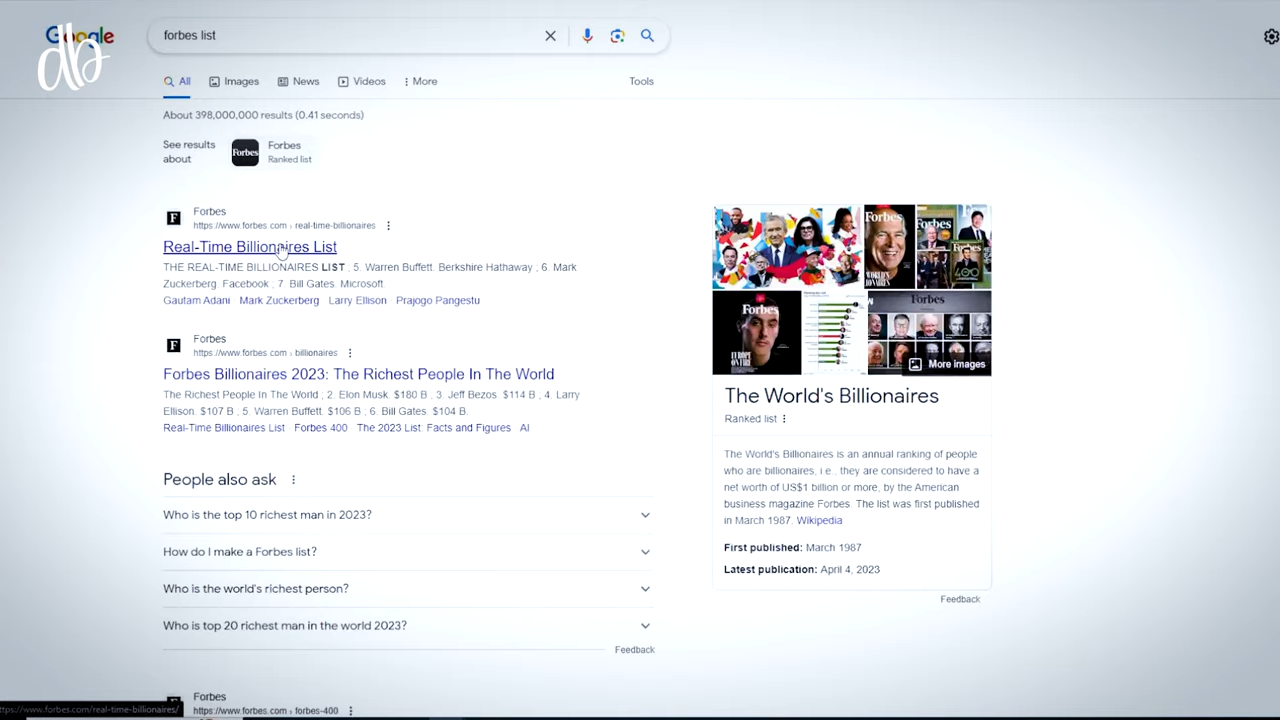 Google
db
forbes list
All
Images
News
Videos
More
Tools
About 398,000,000 results (0.41 seconds)
See results
about
Forbes
Forbes
Ranked list
Forbes
https://www.forbes.com › real-time-billionaires
Real-Time Billionaires List
THE REAL-TIME BILLIONAIRES LIST ; 5. Warren Buffett. Berkshire Hathaway ; 6. Mark
Zuckerberg. Facebook ; 7. Bill Gates. Microsoft.
Gautam Adani Mark Zuckerberg Larry Ellison Prajogo Pangestu
Forbes
https://www.forbes.com › billionaires
Forbes Billionaires 2023: The Richest People In The World
The Richest People In The World ; 2. Elon Musk. $180 B ; 3. Jeff Bezos. $114 B ; 4. Larry
Ellison. $107 B ; 5. Warren Buffett. $106 B ; 6. Bill Gates. $104 B.
Real-Time Billionaires List Forbes 400 The 2023 List: Facts and Figures AI
People also ask
Who is the top 10 richest man in 2023?
How do I make a Forbes list?
Who is the world's richest person?
Who is top 20 richest man in the world 2023?
Feedback
Forbes
https://www.forbes.com › forbes-400
https://www.forbes.com/real-time-billionaires/
Forbes
Forbes
Forbes
Forbes
400
EUROPE
ON FIRE
More images
The World's Billionaires
Ranked list
The World's Billionaires is an annual ranking of people
who are billionaires, i.e., they are considered to have a
net worth of US$1 billion or more, by the American
business magazine Forbes. The list was first published
in March 1987. Wikipedia
First published: March 1987
Latest publication: April 4, 2023
Feedback